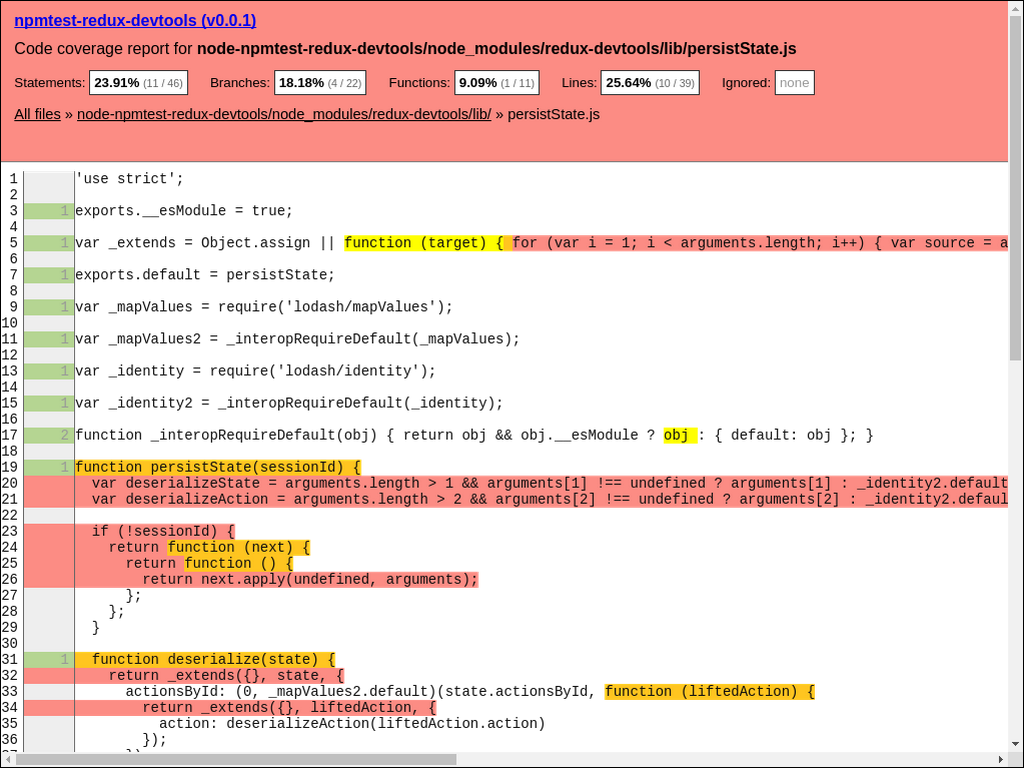 npmtest-redux-devtools (v0.0.1)
Code coverage report for node-npmtest-redux-devtools/node_modules/redux-devtools/lib/persistState.js
Statements: 23.91% (11 / 46) Branches: 18.18% (4 / 22) Functions: 9.09% (1 / 11) Lines: 25.64% (10 / 39) Ignored: none
All files » node-npmtest-redux-devtools/node_modules/redux-devtools/lib/ » persistState.js
1 'use strict';
2
3 1 exports.__esModule = true;
4
5 1 var _extends = Object.assign || function (target) { for (var i = 1; i < arguments.length; i++) { var source = a
6
7 1 exports.default = persistState;
8
9 1 var _mapValues = require('lodash/mapValues');
10
11 1 var _mapValues2 = _interopRequireDefault(_mapValues);
12
13 1 var _identity = require('lodash/identity');
14
15 1 var _identity2 = _interopRequireDefault(_identity);
16
17 2 function _interopRequireDefault(obj) { return obj && obj.__esModule ? obj : { default: obj }; }
18
19 1 function persistState(sessionId) {
20 var deserializeState = arguments.length > 1 && arguments[1] !== undefined ? arguments[1] : _identity2.default
21 var deserializeAction = arguments.length > 2 && arguments[2] !== undefined ? arguments[2] : _identity2.defaul
22
23 if (!sessionId) {
24 return function (next) {
25 return function () {
26 return next.apply(undefined, arguments);
27 };
28 };
29 }
30
31 1 function deserialize(state) {
32 return _extends({}, state, {
33 actionsById: (0, _mapValues2.default)(state.actionsById, function (liftedAction) {
34 return _extends({}, liftedAction, {
35 action: deserializeAction(liftedAction.action)
36 });